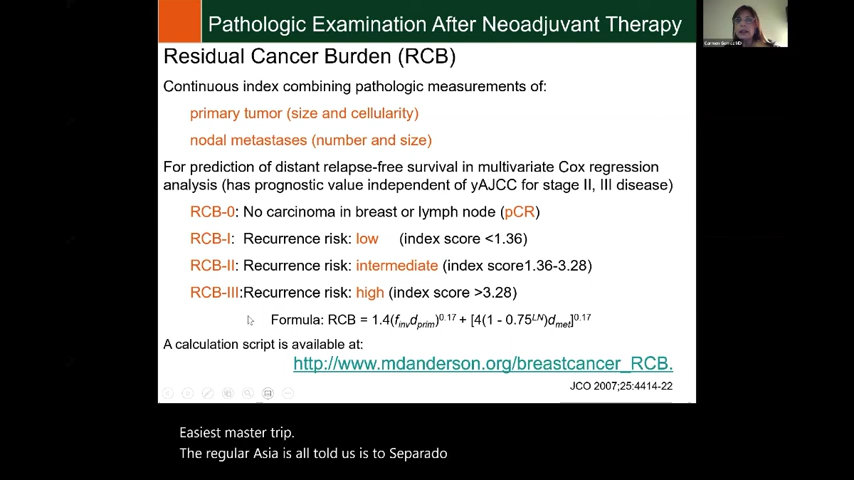 Pathologic Examination After Neoadjuvant Therapy
Residual Cancer Burden (RCB)
Continuous index combining pathologic measurements of:
primary tumor (size and cellularity)
nodal metastases (number and size)
For prediction of distant relapse-free survival in multivariate Cox regression
analysis (has prognostic value independent of yAJCC for stage II, III disease)
RCB-0: No carcinoma in breast or lymph node (pCR)
RCB-I: Recurrence risk: low (index score <1.36)
RCB-II: Recurrence risk: intermediate (index score1.36-3.28)
RCB-III:Recurrence risk: high (index score >3.28)
Formula: RCB = 1.4(f_inv d_prim)^0.17 + [4(1 - 0.75^LN)d_met]^0.17
A calculation script is available at:
http://www.mdanderson.org/breastcancer_RCB.
JCO 2007;25:4414-22
Easiest master trip.
The regular Asia is all told us is to Separado